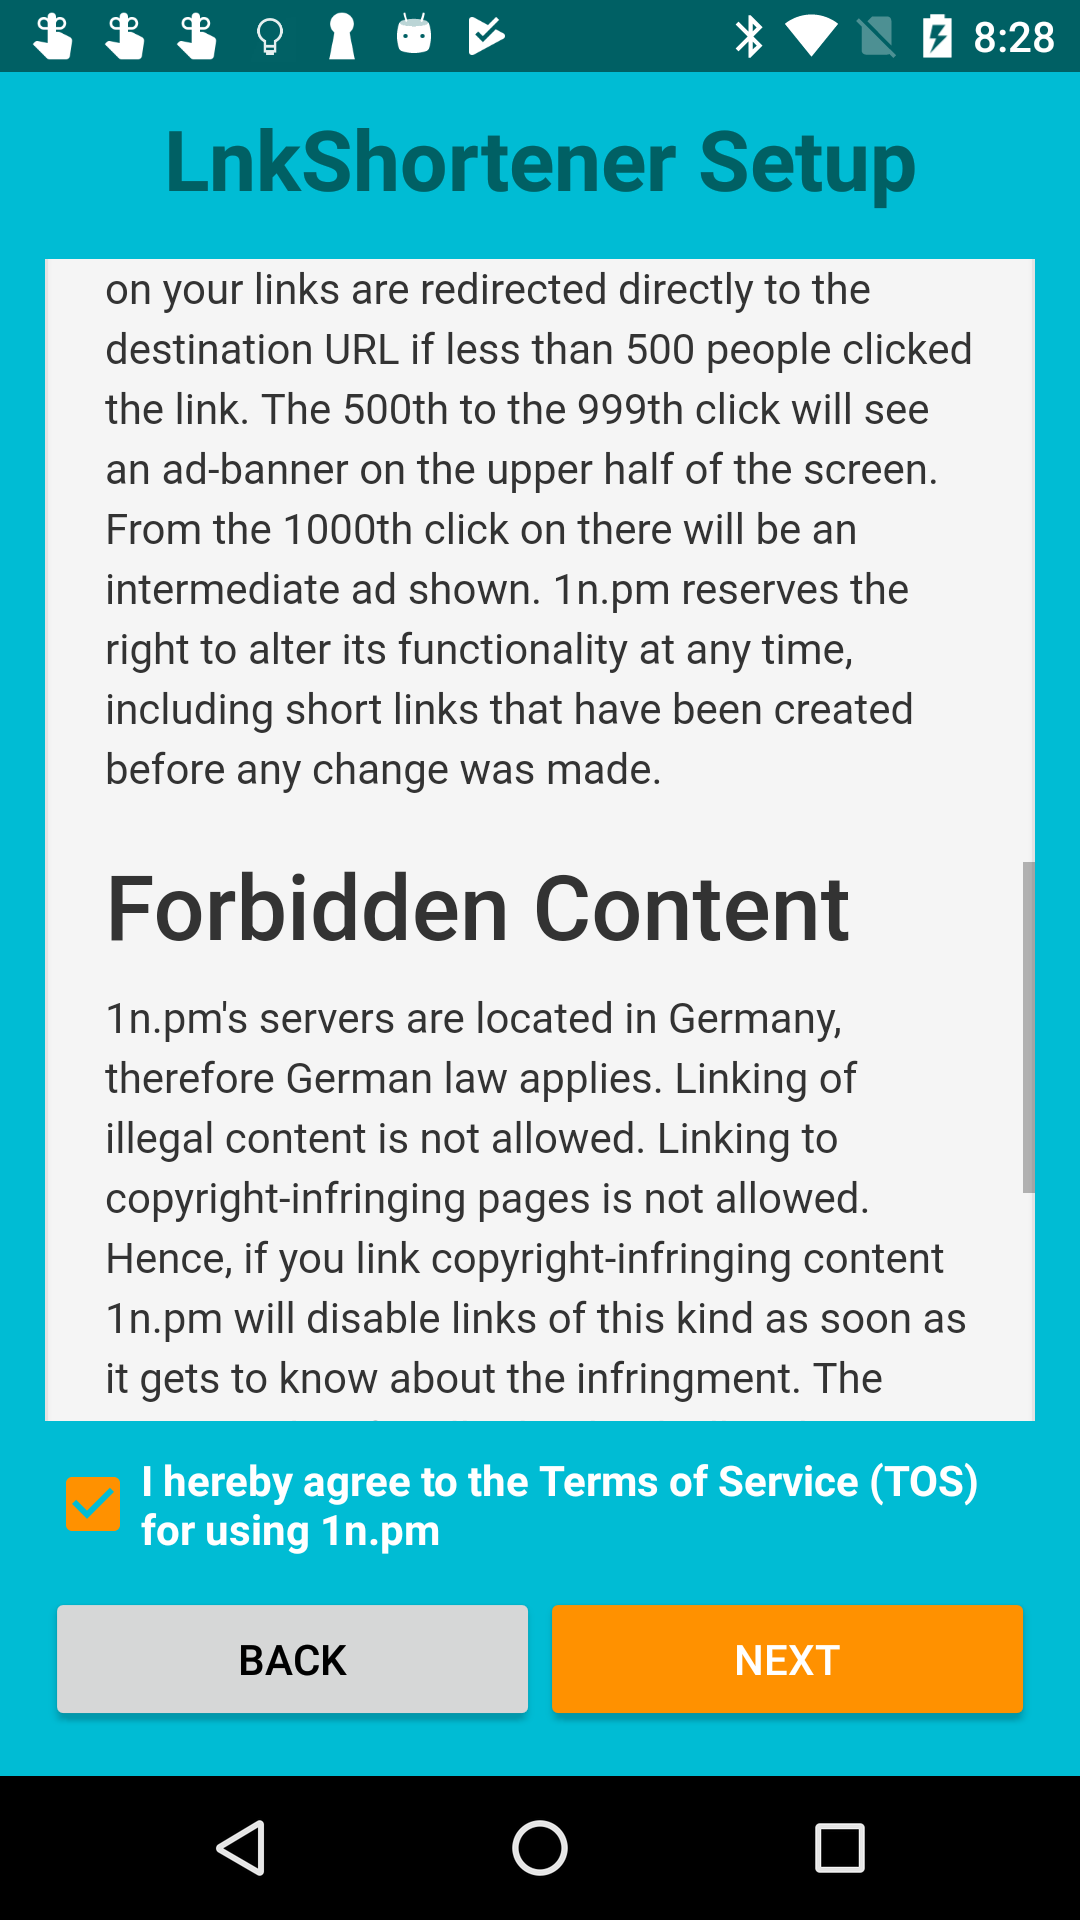 8:28
LnkShortener Setup
on your links are redirected directly to the
destination URL if less than 500 people clicked
the link. The 500th to the 999th click will see
an ad-banner on the upper half of the screen.
From the 1000th click on there will be an
intermediate ad shown. 1n.pm reserves the
right to alter its functionality at any time,
including short links that have been created
before any change was made.
Forbidden Content
1n.pm's servers are located in Germany,
therefore German law applies. Linking of
illegal content is not allowed. Linking to
copyright-infringing pages is not allowed.
Hence, if you link copyright-infringing content
1n.pm will disable links of this kind as soon as
it gets to know about the infringment. The
I hereby agree to the Terms of Service (TOS)
for using 1n.pm
BACK
NEXT